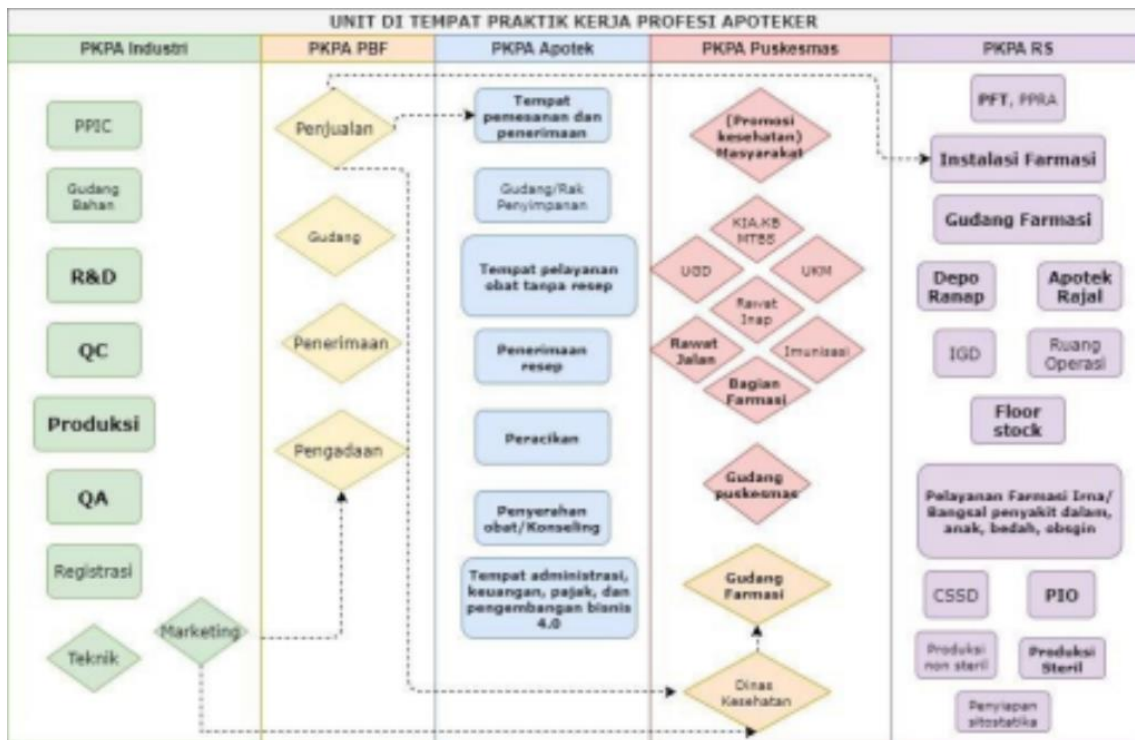 UNIT DI TEMPAT PRAKTIK KERJA PROFESI APOTEKER
PKPA Industri
PKPA PBF
PKPA Apotek
PKPA Puskesmas
PKPA RS
PPIC
Gudang
Bahan
R&D
QC
Produksi
QA
Registrasi
Marketing
Teknik
Penjualan
Gudang
Penerimaan
Pengadaan
Tempat
pemesanan dan
penerimaan
Gudang/Rak
Penyimpanan
Tempat pelayanan
obat tanpa resep
Penerimaan
resep
Peracikan
Penyerahan
obat/Konseling
Tempat administrasi,
keuangan, pajak, dan
pengembangan bisnis
4.0
(Promosi
kesehatan)
Masyarakat
KIA.KB
MTBS
UGD
UKM
Rawat
Inap
Rawat
Jalan
Imunisasi
Bagian
Farmasi
Gudang
puskesmas
Gudang
Farmasi
Dinas
Kesehatan
PFT, PPRA
Instalasi Farmasi
Gudang Farmasi
Depo
Ranap
Apotek
Rajal
IGD
Ruang
Operasi
Floor
stock
Pelayanan Farmasi Irna/
Bangsal penyakit dalam,
anak, bedah, obsgin
CSSD
PIO
Produksi
non steril
Produksi
Steril
Penyiapan
sitostatika